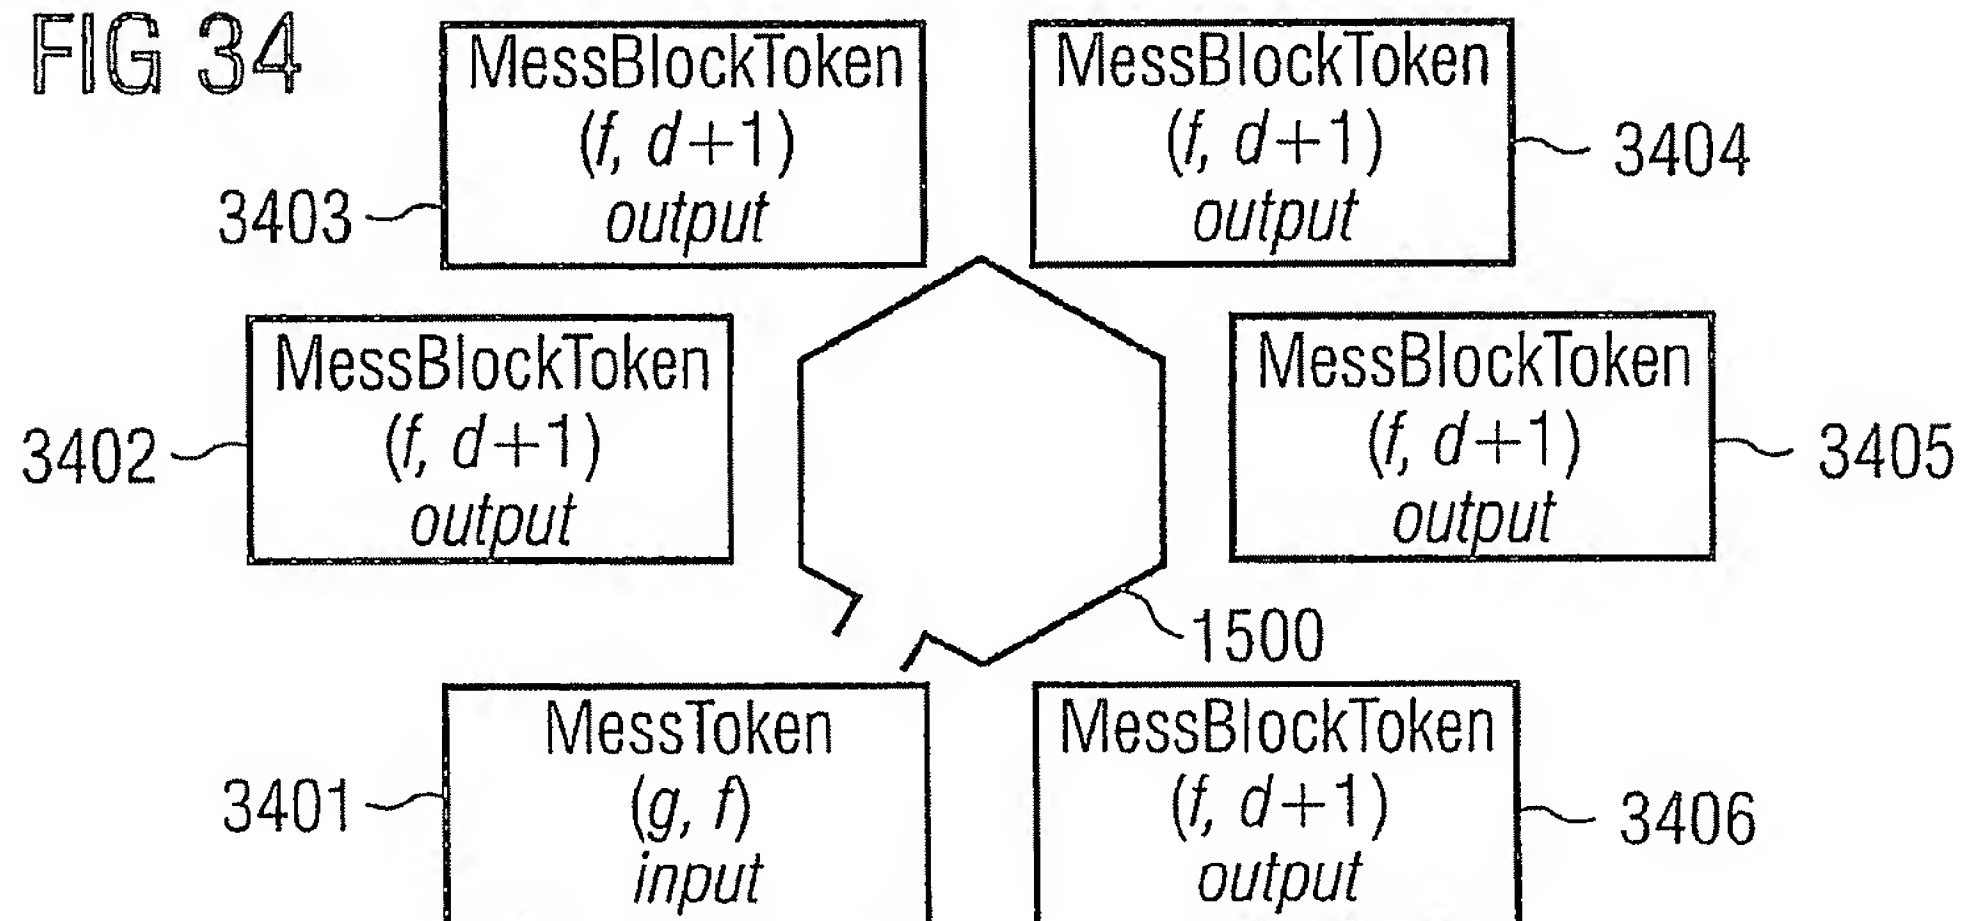 FIG 34
MessBlockToken
(f, d+1)
output
3403
MessBlockToken
(f, d+1)
output
3404
MessBlockToken
(f, d+1)
output
3402
MessBlockToken
(f, d+1)
output
3405
1500
MessToken
(g, f)
input
3401
MessBlockToken
(f, d+1)
output
3406